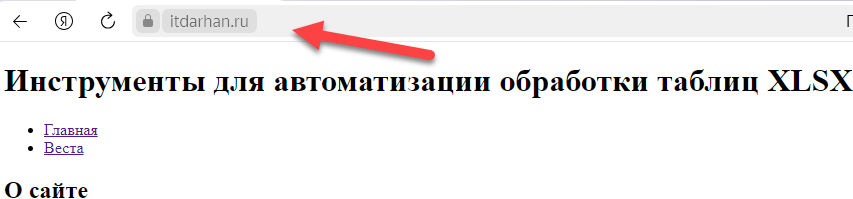 itdarhan.ru
Инструменты для автоматизации обработки таблиц XLSX
Главная
Веста
О сайте